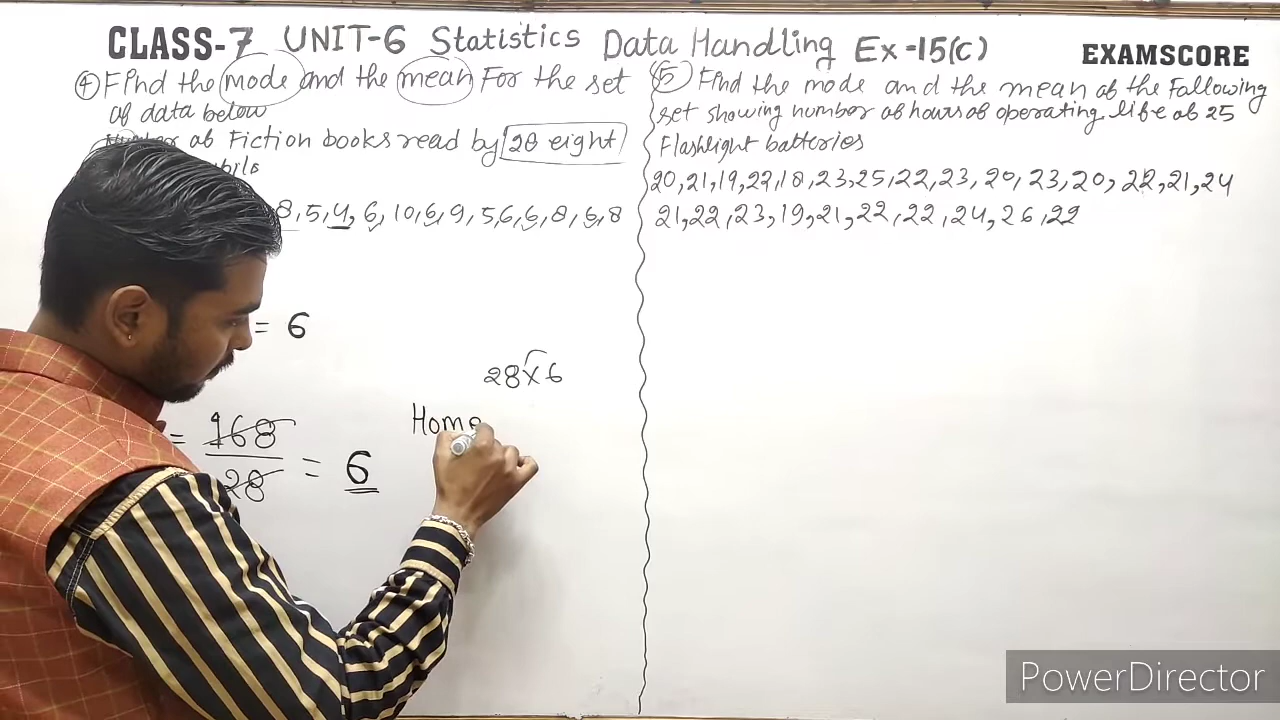 CLASS-7 UNIT-6 Statistics Data Handling Ex-15(C)
EXAMSCORE
④ Find the mode and the mean For the set
of data below
of Fiction books read by 28 eight
8, 5, 4, 6, 10, 6, 9, 5, 6, 6, 8, 6, 8
= 6
28 x 6
= 168
28
= 6
Home
⑤ Find the mode and the mean of the Following
set showing number of hours of operating life of 25
Flashlight batteries
20, 21, 19, 22, 18, 23, 25, 22, 23, 20, 23, 20, 22, 21, 24
21, 22, 23, 19, 21, 22, 22, 24, 26, 22
PowerDirector